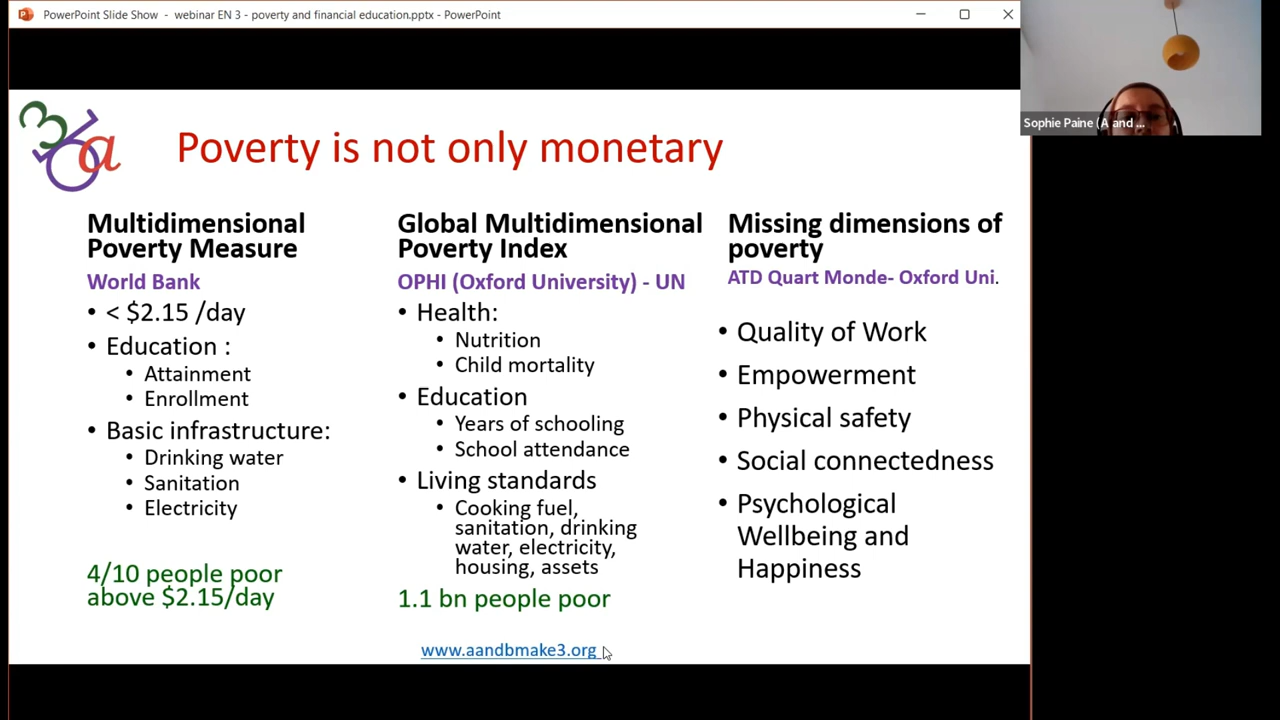 PowerPoint Slide Show - webinar EN 3 - poverty and financial education.pptx - PowerPoint
Sophie Paine (A and ...
36a
Poverty is not only monetary
Multidimensional
Poverty Measure
World Bank
• < $2.15 /day
• Education :
• Attainment
• Enrollment
• Basic infrastructure:
• Drinking water
• Sanitation
• Electricity
4/10 people poor
above $2.15/day
Global Multidimensional
Poverty Index
OPHI (Oxford University) - UN
• Health:
• Nutrition
• Child mortality
• Education
• Years of schooling
• School attendance
• Living standards
• Cooking fuel,
sanitation, drinking
water, electricity,
housing, assets
1.1 bn people poor
Missing dimensions of
poverty
ATD Quart Monde- Oxford Uni.
• Quality of Work
• Empowerment
• Physical safety
• Social connectedness
• Psychological
Wellbeing and
Happiness
www.aandbmake3.org